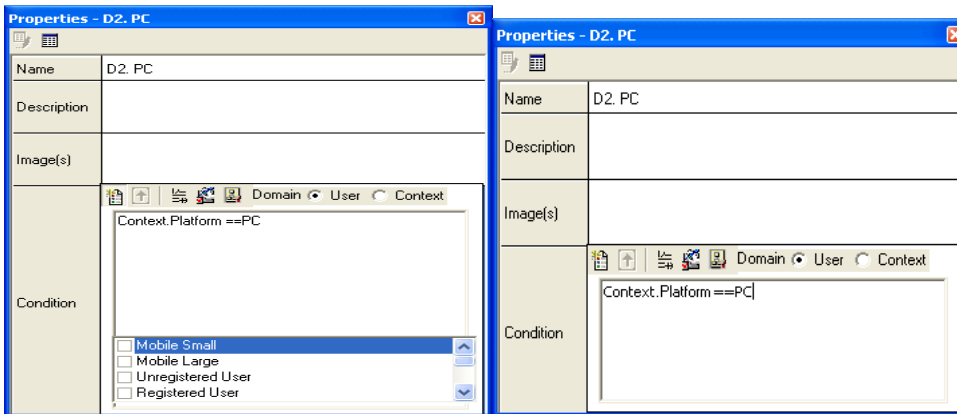 Properties - D2. PC
Name D2. PC
Description
Image(s)
Domain User Context
Context.Platform ==PC
Condition
Mobile Small
Mobile Large
Unregistered User
Registered User
Properties - D2. PC
Name D2. PC
Description
Image(s)
Domain User Context
Context.Platform ==PC
Condition